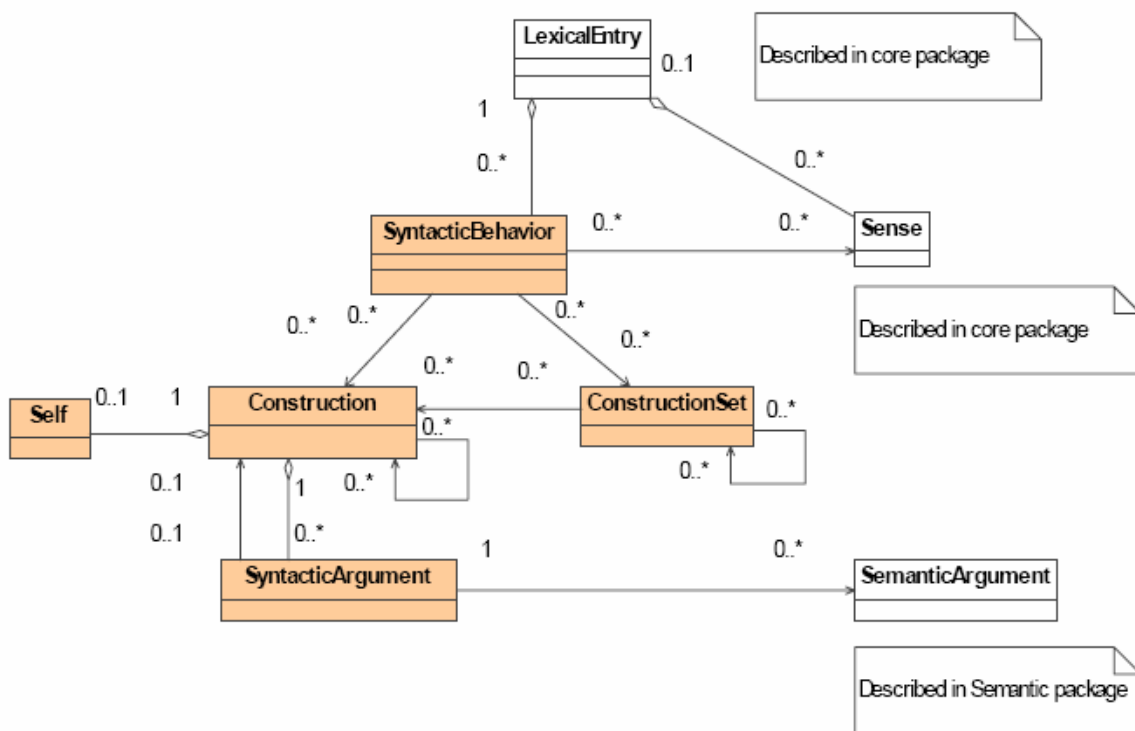 LexicalEntry
Described in core package
0..1
1
0..*
0..*
SyntacticBehavior
0..*
0..*
Sense
Described in core package
0..*
0..*
0..*
0..*
0..*
0..*
Construction
ConstructionSet
Self
0..1
1
0..*
0..*
0..*
0..*
0..1
1
0..1
0..*
SyntacticArgument
1
0..*
SemanticArgument
Described in Semantic package